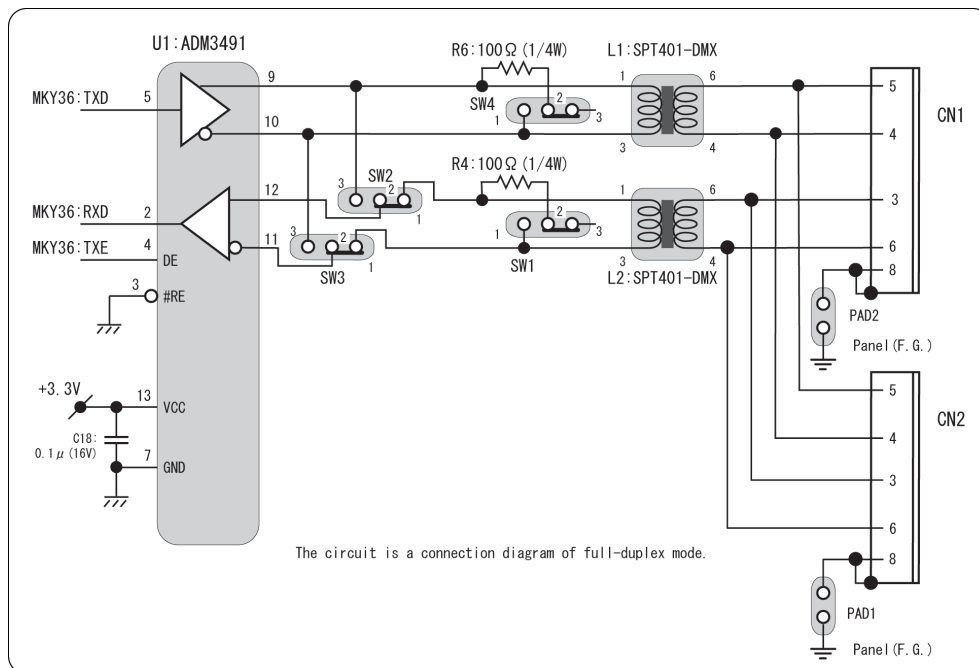 U1:ADM3491
R6:100Ω(1/4W)
L1:SPT401-DMX
9
1
6
5
CN1
MKY36:TXD
5
SW4
2
1
3
10
3
4
4
R4:100Ω(1/4W)
12
SW2
3
2
1
1
6
3
MKY36:RXD
2
2
1
3
11
3
2
1
SW3
SW1
3
4
6
MKY36:TXE
4
DE
L2:SPT401-DMX
8
3
#RE
PAD2
Panel(F.G.)
+3.3V
13
VCC
5
CN2
C18:
0.1μ(16V)
4
7
GND
3
6
The circuit is a connection diagram of full-duplex mode.
8
PAD1
Panel(F.G.)